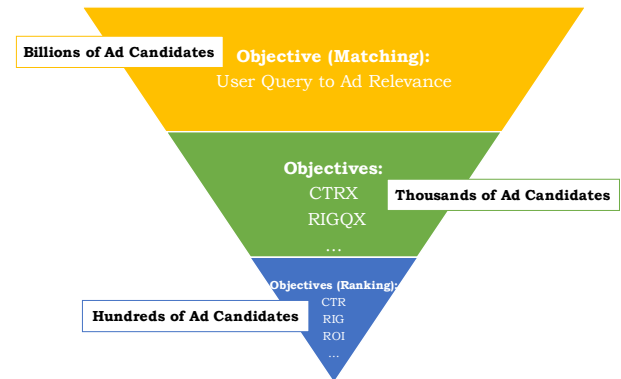 Billions of Ad Candidates
Objective (Matching):
User Query to Ad Relevance
Objectives:
CTRX
RIGQX
...
Thousands of Ad Candidates
Objectives (Ranking):
CTR
RIG
ROI
...
Hundreds of Ad Candidates